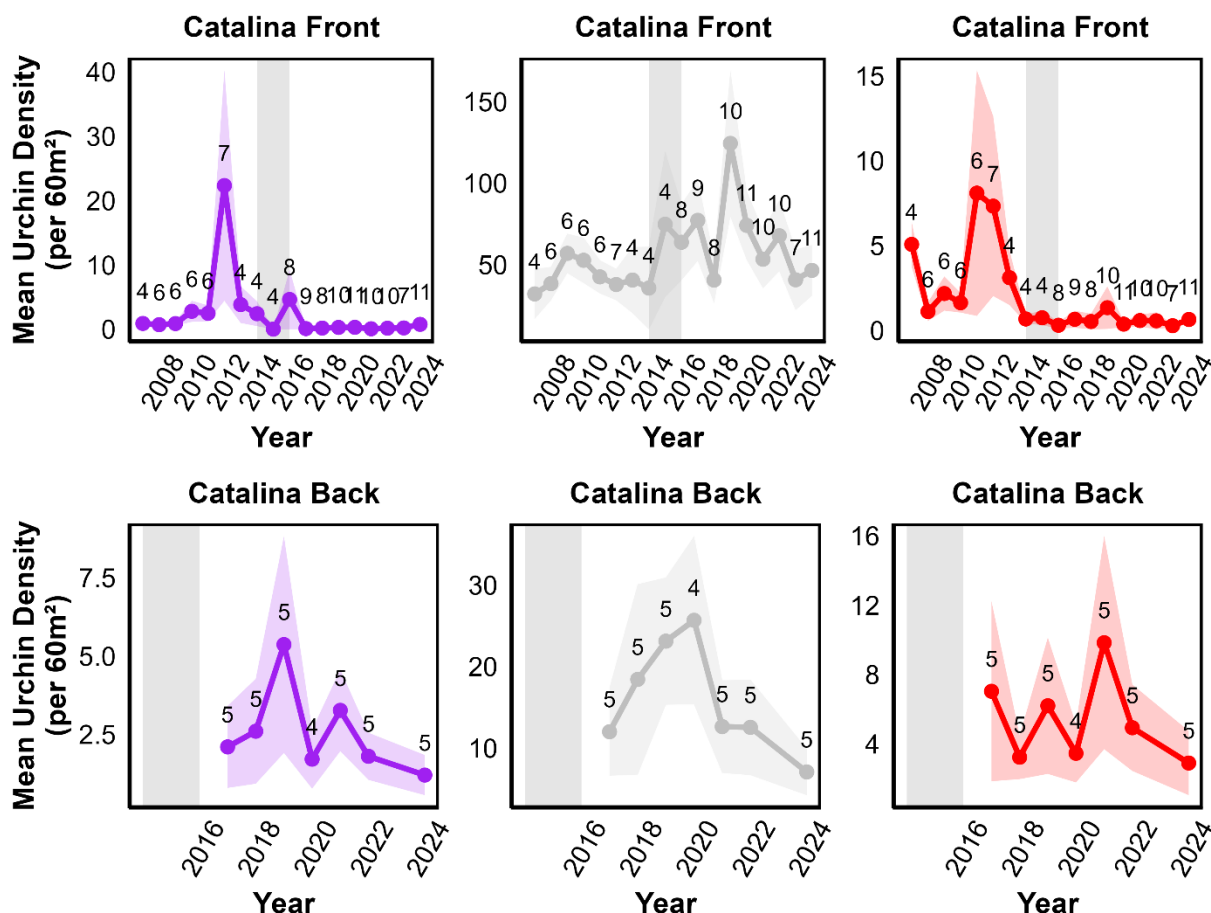 Catalina Front
Mean Urchin Density
(per 60m²)
40
30
20
10
0
4 6 6 6 6 7 4 4 4 8 9 8 10 11 10 10 7 11
2008 2010 2012 2014 2016 2018 2020 2022 2024
Year
Catalina Front
150
100
50
4 6 6 6 6 7 4 4 4 8 9 8 10 11 10 10 7 11
2008 2010 2012 2014 2016 2018 2020 2022 2024
Year
Catalina Front
15
10
5
0
4 6 6 6 6 7 4 4 4 8 9 8 10 11 10 10 7 11
2008 2010 2012 2014 2016 2018 2020 2022 2024
Year
Catalina Back
Mean Urchin Density
(per 60m²)
7.5
5.0
2.5
5 5 5 4 5 5 5
2016 2018 2020 2022 2024
Year
Catalina Back
30
20
10
5 5 5 4 5 5 5
2016 2018 2020 2022 2024
Year
Catalina Back
16
12
8
4
5 5 5 4 5 5 5
2016 2018 2020 2022 2024
Year